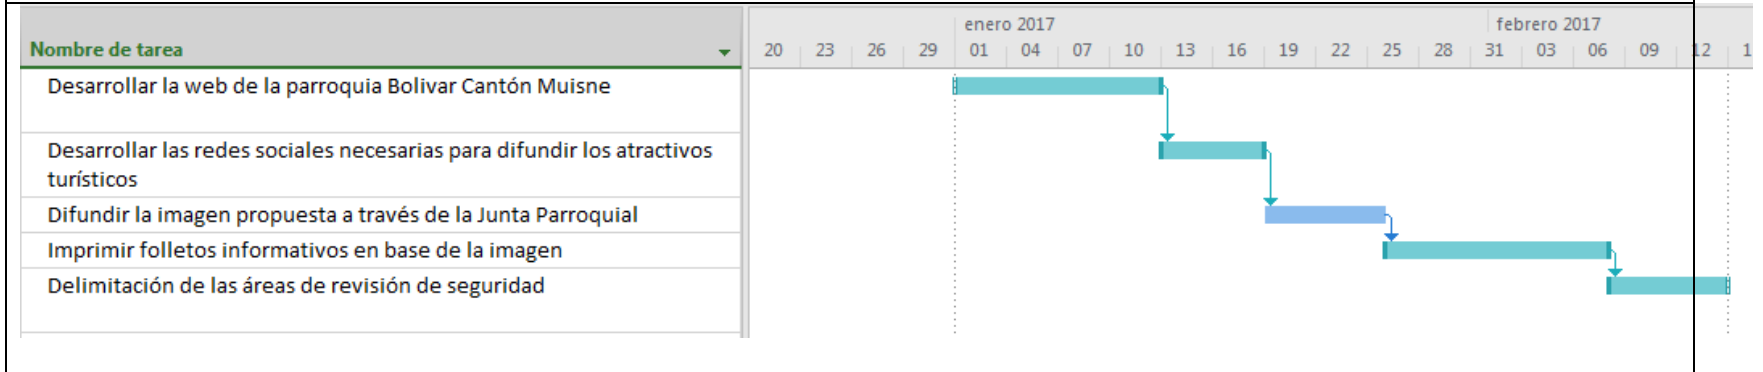 enero 2017 febrero 2017
Nombre de tarea 20 23 26 29 01 04 07 10 13 16 19 22 25 28 31 03 06 09 12
Desarrollar la web de la parroquia Bolivar Cantón Muisne
Desarrollar las redes sociales necesarias para difundir los atractivos
turísticos
Difundir la imagen propuesta a través de la Junta Parroquial
Imprimir folletos informativos en base de la imagen
Delimitación de las áreas de revisión de seguridad